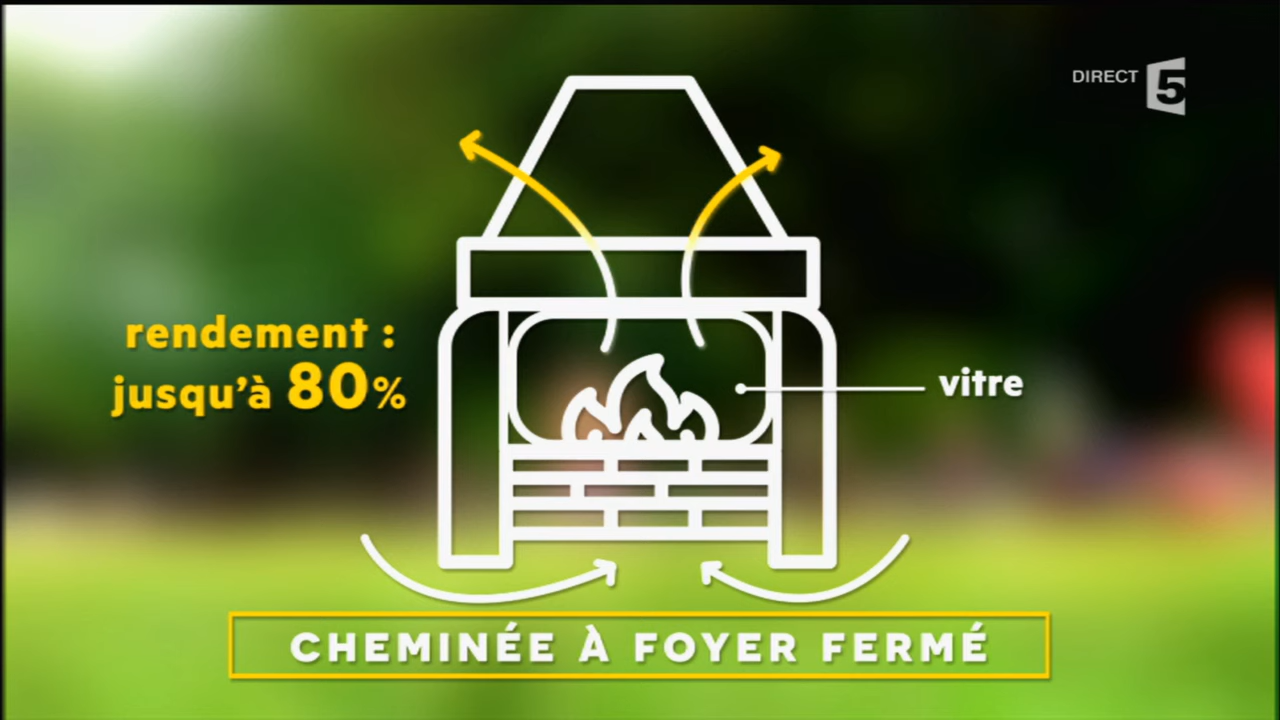 DIRECT 5
rendement :
jusqu'à 80%
vitre
CHEMINÉE À FOYER FERMÉ